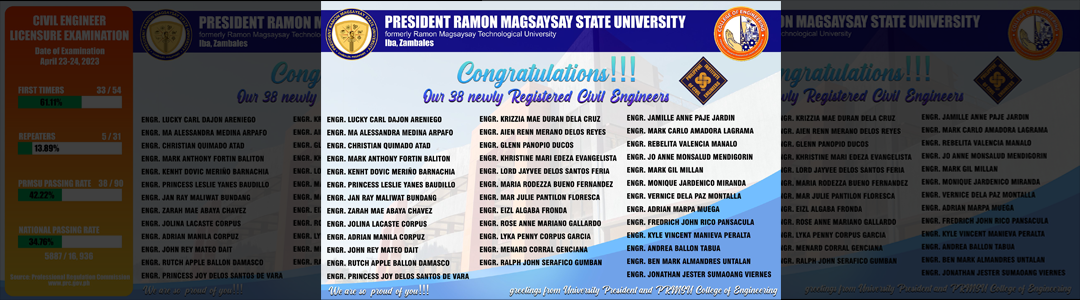 CIVIL ENGINEER
LICENSURE EXAMINATION
Date of Examination
April 23-24, 2023
FIRST TIMERS 33 / 54
61.11%
REPEATERS 5 / 31
13.89%
PRMSU PASSING RATE 38 / 90
42.22%
NATIONAL PASSING RATE
34.76%
www.prc.gov.ph
PRESIDENT RAMON MAGSAYSAY STATE UNIVERSITY
formerly Ramon Magsaysay Technological University
Iba, Zambales
Congratulations!!!
Our 38 newly Registered Civil Engineers
ENGR. LUCKY CARL DAJON ARENIEGO
ENGR. MA ALESSANDRA MEDINA ARPAFO
ENGR. CHRISTIAN QUIMADO ATAD
ENGR. MARK ANTHONY FORTIN BALITON
ENGR. KENHT DOVIC MERIÑO BARNACHIA
ENGR. PRINCESS LESLIE YANES BAUDILLO
ENGR. JAN RAY MALIWAT BUNDANG
ENGR. ZARAH MAE ABAYA CHAVEZ
ENGR. JOLINA LACASTE CORPUS
ENGR. ADRIAN MANILA CORPUZ
ENGR. JOHN REY MATEO DAIT
ENGR. RUTCH APPLE BALLON DAMASCO
ENGR. PRINCESS JOY DELOS SANTOS DE VARA
ENGR. KRIZZIA MAE DURAN DELA CRUZ
ENGR. AIEN RENN MERANO DELOS REYES
ENGR. GLENN PANOPIO DUCOS
ENGR. KHRISTINE MARI EDEZA EVANGELISTA
ENGR. LORD JAYVEE DELOS SANTOS FERIA
ENGR. MARIA RODEZZA BUENO FERNANDEZ
ENGR. MAR JULIE PANTILON FLORESCA
ENGR. EIZL ALGABA FRONDA
ENGR. ROSE ANNE MARIANO GALLARDO
ENGR. LYKA PENNY CORPUS GARCIA
ENGR. MENARD CORRAL GENCIANA
ENGR. RALPH JOHN SERAFICO GUMBAN
ENGR. JAMILLE ANNE PAJE JARDIN
ENGR. MARK CARLO AMADORA LAGRAMA
ENGR. REBELITA VALENCIA MANALO
ENGR. JO ANNE MONSALUD MENDIGORIN
ENGR. MARK GIL MILLAN
ENGR. MONIQUE JARDENICO MIRANDA
ENGR. VERNICE DELA PAZ MONTALLA
ENGR. ADRIAN MARPA MUEGA
ENGR. FREDRICH JOHN RICO PANSACULA
ENGR. KYLE VINCENT MANIEVA PERALTA
ENGR. ANDREA BALLON TABUA
ENGR. BEN MARK ALMANDRES UNTALAN
ENGR. JONATHAN JESTER SUMAOANG VIERNES
We are so proud of you!!!
greetings from University President and PRMSU College of Engineering